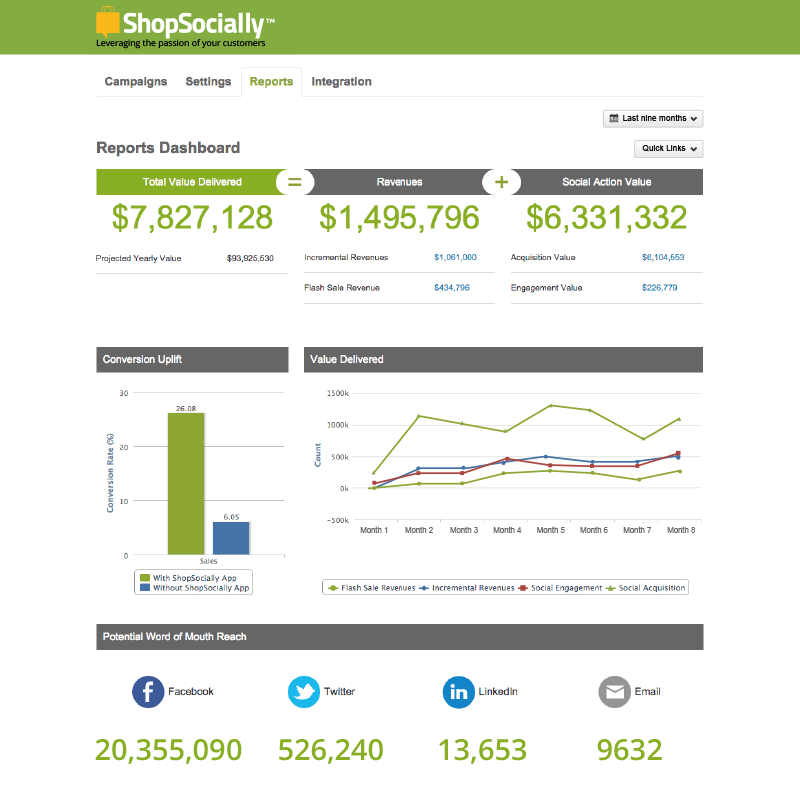 ShopSocially™
Leveraging the passion of your customers
Campaigns Settings Reports Integration
Last nine months
Reports Dashboard
Quick Links
Total Value Delivered = Revenues + Social Action Value
$7,827,128 $1,495,796 $6,331,332
Projected Yearly Value $93,925,530 Incremental Revenues $1,061,000 Acquisition Value $6,104,553
Flash Sale Revenue $434,796 Engagement Value $226,779
Conversion Uplift Value Delivered
30
26.08
20
10
6.05
0
Conversion Rate (%)
Sales
With ShopSocially App
Without ShopSocially App
1500k
1000k
500k
0k
−500k
Count
Month 1 Month 2 Month 3 Month 4 Month 5 Month 6 Month 7 Month 8
Flash Sale Revenues Incremental Revenues Social Engagement Social Acquisition
Potential Word of Mouth Reach
Facebook Twitter LinkedIn Email
20,355,090 526,240 13,653 9632